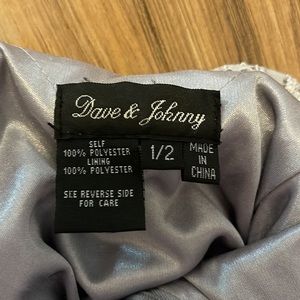 Dave & Johnny
SELF
100% POLYESTER
LINING
100% POLYESTER
SEE REVERSE SIDE
FOR CARE
1/2
MADE
IN
CHINA